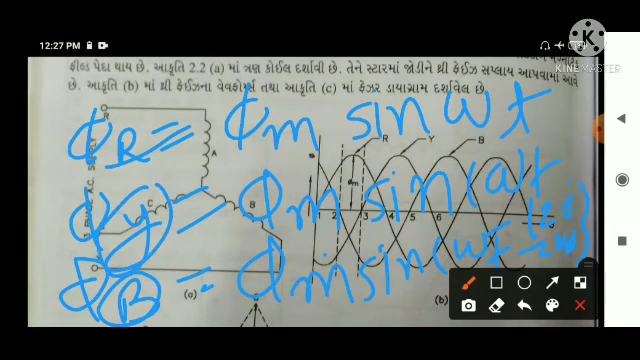 12:27 PM
KINEMASTER
ફીલ્ડ પેદા થાય છે. આકૃતિ 2.2 (a) માં ત્રણ કોઈલ દર્શાવી છે. તેને સ્ટારમાં જોડીને થ્રી ફેઈઝ સપ્લાય આપવામાં આવે
છે. આકૃતિ (b) માં થ્રી ફેઈઝના વેવફોર્મ્સ તથા આકૃતિ (c) માં ફેઝર ડાયાગ્રામ દર્શાવેલ છે.
R
ϕR = ϕm sin ωt
R Y B
A
ϕm
C
B
ϕy = ϕm sin (ωt
1 2 3 4 5 6
ϕB = ϕm sin (ωt - 240)
(a)
(b)